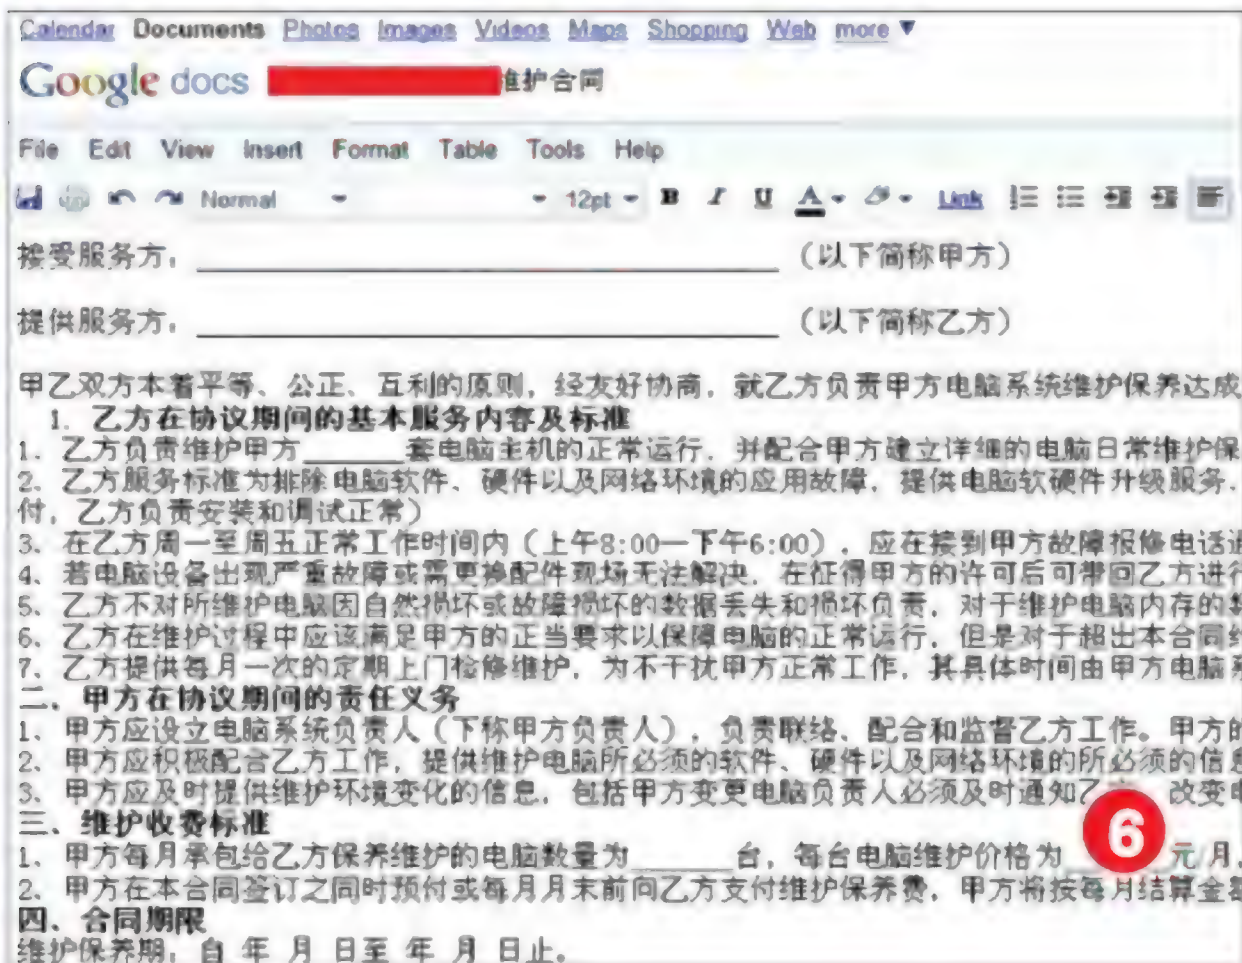 Calendar Documents Photos Images Videos Maps Shopping Web more ▼
Google docs 维护合同
File Edit View Insert Format Table Tools Help
Normal 12pt B I U A Link
接受服务方：______________（以下简称甲方）
提供服务方：______________（以下简称乙方）
甲乙双方本着平等、公正、互利的原则，经友好协商，就乙方负责甲方电脑系统维护保养达成
1. 乙方在协议期间的基本服务内容及标准
1、乙方负责维护甲方______套电脑主机的正常运行，并配合甲方建立详细的电脑日常维护保
2、乙方服务标准为排除电脑软件、硬件以及网络环境的应用故障，提供电脑软硬件升级服务，
付，乙方负责安装和调试正常）
3、在乙方周一至周五正常工作时间内（上午8:00—下午6:00），应在接到甲方故障报修电话
4、若电脑设备出现严重故障或需更换配件现场无法解决，在征得甲方的许可后可带回乙方进行
5、乙方不对所维护电脑因自然损坏或故障损坏的数据丢失和损坏负责，对于维护电脑内存的数
6、乙方在维护过程中应该满足甲方的正当要求以保障电脑的正常运行，但是对于超出本合同约
7、乙方提供每月一次的定期上门检修维护，为不干扰甲方正常工作，其具体时间由甲方电脑系
二、甲方在协议期间的责任义务
1、甲方应设立电脑系统负责人（下称甲方负责人），负责联络、配合和监督乙方工作。甲方的
2、甲方应积极配合乙方工作，提供维护电脑所必须的软件、硬件以及网络环境的所必须的信息
3、甲方应及时提供维护环境变化的信息，包括甲方变更电脑负责人必须及时通知乙 改变电
三、维护收费标准
6
1、甲方每月承包给乙方保养维护的电脑数量为______台，每台电脑维护价格为______元 月，
2、甲方在本合同签订之同时预付或每月月末前向乙方支付维护保养费，甲方将按每月结算金额
四、合同期限
维护保养期：自 年 月 日至 年 月 日止。